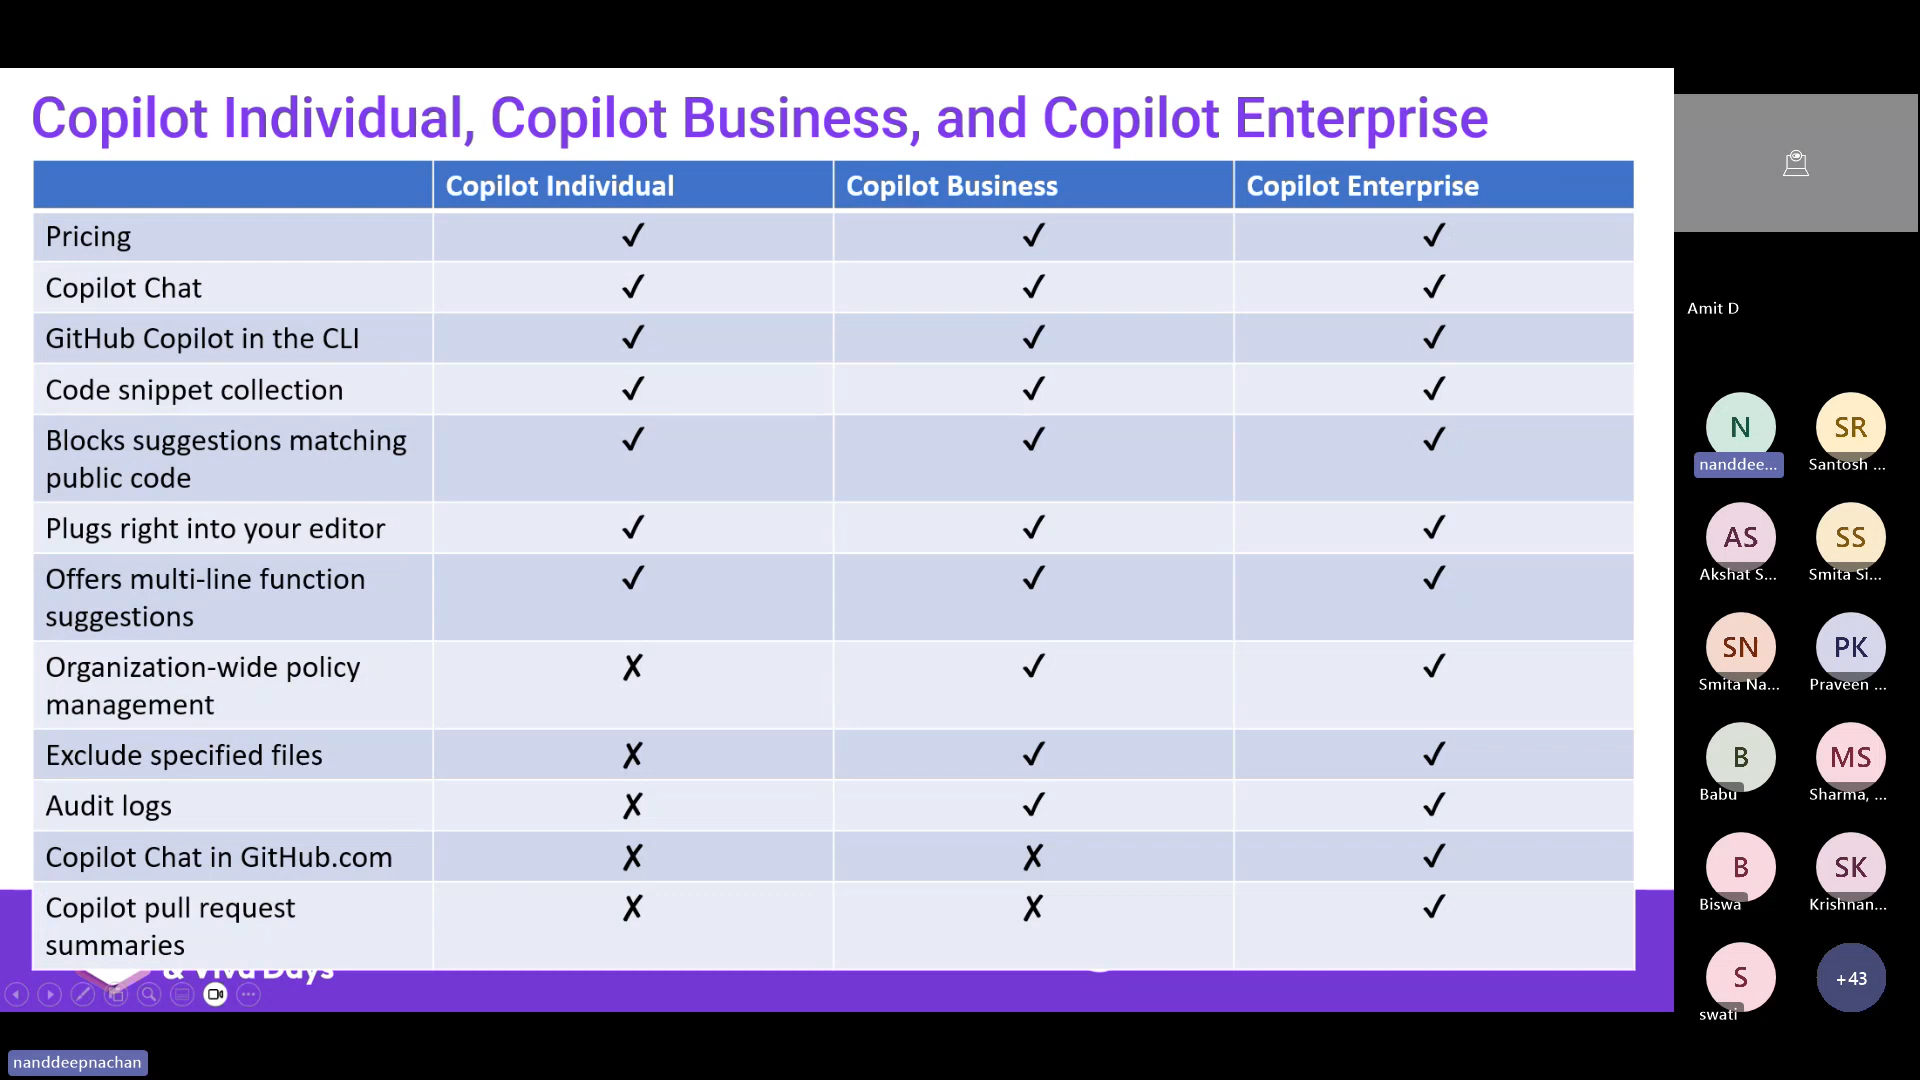 Copilot Individual, Copilot Business, and Copilot Enterprise
Copilot Individual Copilot Business Copilot Enterprise
Pricing ✓ ✓ ✓
Copilot Chat ✓ ✓ ✓
GitHub Copilot in the CLI ✓ ✓ ✓
Code snippet collection ✓ ✓ ✓
Blocks suggestions matching ✓ ✓ ✓
public code
Plugs right into your editor ✓ ✓ ✓
Offers multi-line function ✓ ✓ ✓
suggestions
Organization-wide policy ✗ ✓ ✓
management
Exclude specified files ✗ ✓ ✓
Audit logs ✗ ✓ ✓
Copilot Chat in GitHub.com ✗ ✗ ✓
Copilot pull request ✗ ✗ ✓
summaries
& Viva Days
nanddeepnachan
Amit D
N SR
nanddee... Santosh ...
AS SS
Akshat S... Smita Si...
SN PK
Smita Na... Praveen ...
B MS
Babu Sharma, ...
B SK
Biswa Krishnan...
S +43
swati